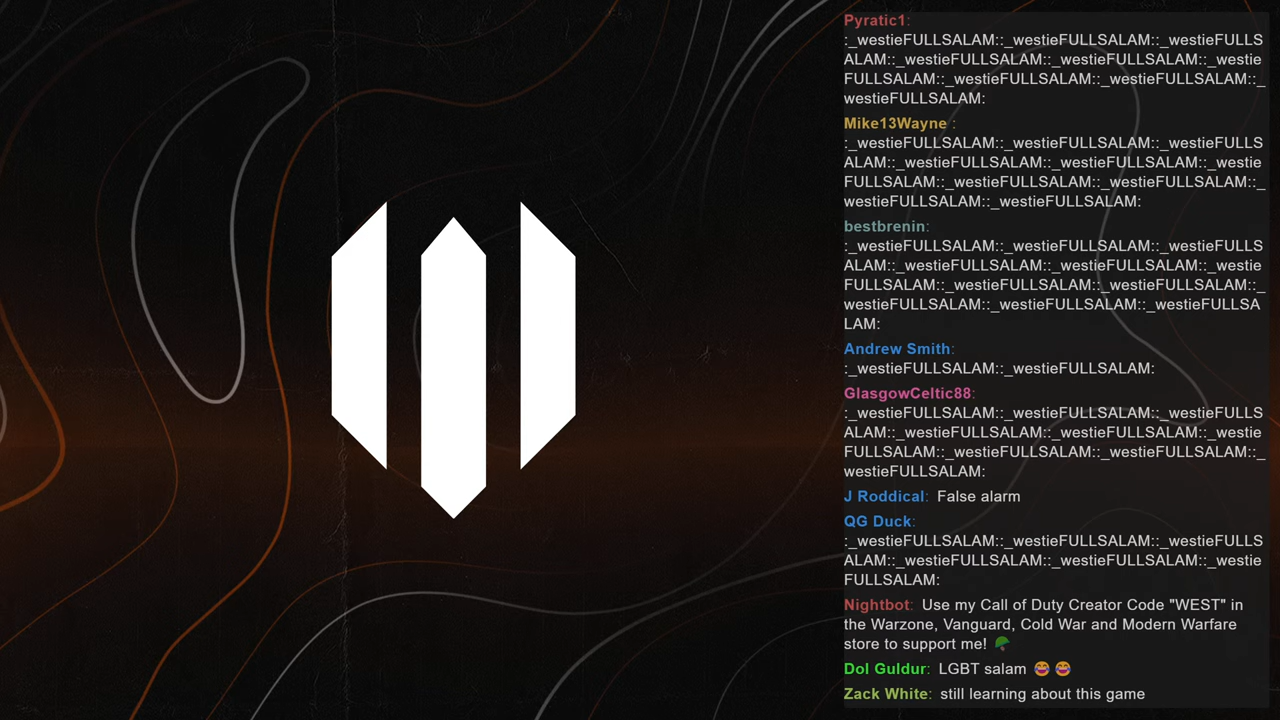 Pyratic1:
:_westieFULLSALAM::_westieFULLSALAM::_westieFULLS
ALAM::_westieFULLSALAM::_westieFULLSALAM::_westie
FULLSALAM::_westieFULLSALAM::_westieFULLSALAM::_
westieFULLSALAM:
Mike13Wayne :
:_westieFULLSALAM::_westieFULLSALAM::_westieFULLS
ALAM::_westieFULLSALAM::_westieFULLSALAM::_westie
FULLSALAM::_westieFULLSALAM::_westieFULLSALAM::_
westieFULLSALAM::_westieFULLSALAM:
bestbrenin:
:_westieFULLSALAM::_westieFULLSALAM::_westieFULLS
ALAM::_westieFULLSALAM::_westieFULLSALAM::_westie
FULLSALAM::_westieFULLSALAM::_westieFULLSALAM::_
westieFULLSALAM::_westieFULLSALAM::_westieFULLSA
LAM:
Andrew Smith:
:_westieFULLSALAM::_westieFULLSALAM:
GlasgowCeltic88:
:_westieFULLSALAM::_westieFULLSALAM::_westieFULLS
ALAM::_westieFULLSALAM::_westieFULLSALAM::_westie
FULLSALAM::_westieFULLSALAM::_westieFULLSALAM::_
westieFULLSALAM:
J Roddical: False alarm
QG Duck:
:_westieFULLSALAM::_westieFULLSALAM::_westieFULLS
ALAM::_westieFULLSALAM::_westieFULLSALAM::_westie
FULLSALAM:
Nightbot: Use my Call of Duty Creator Code "WEST" in
the Warzone, Vanguard, Cold War and Modern Warfare
store to support me!
Dol Guldur: LGBT salam 😂 😂
Zack White: still learning about this game